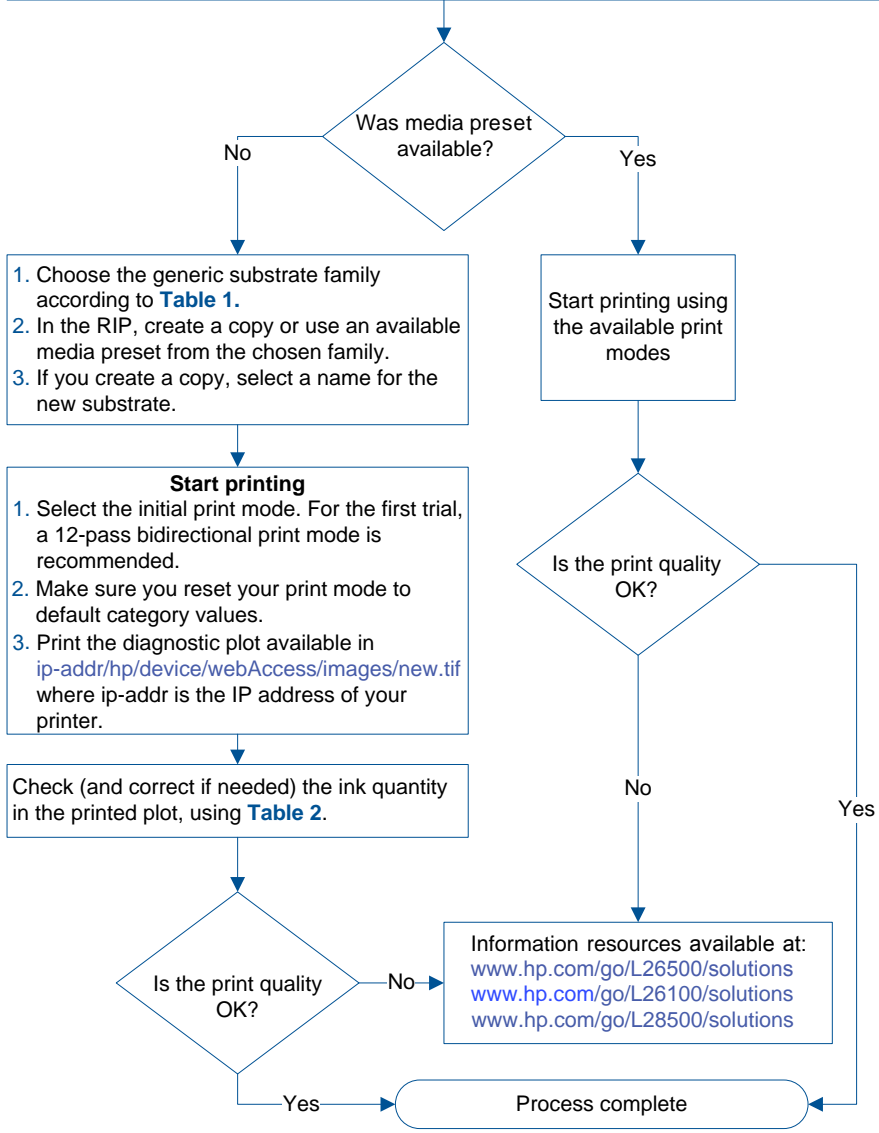 Was media preset
available?
No
Yes
1. Choose the generic substrate family
according to Table 1.
2. In the RIP, create a copy or use an available
media preset from the chosen family.
3. If you create a copy, select a name for the
new substrate.
Start printing using
the available print
modes
Start printing
1. Select the initial print mode. For the first trial,
a 12-pass bidirectional print mode is
recommended.
2. Make sure you reset your print mode to
default category values.
3. Print the diagnostic plot available in
ip-addr/hp/device/webAccess/images/new.tif
where ip-addr is the IP address of your
printer.
Is the print quality
OK?
Check (and correct if needed) the ink quantity
in the printed plot, using Table 2.
No
Yes
Is the print quality
OK?
No
Information resources available at:
www.hp.com/go/L26500/solutions
www.hp.com/go/L26100/solutions
www.hp.com/go/L28500/solutions
Yes
Process complete